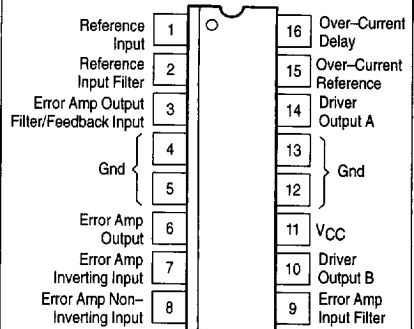 Reference
Input
1
Reference
Input Filter
2
Error Amp Output
Filter/Feedback Input
3
Gnd
4
5
Error Amp
Output
6
Error Amp
Inverting Input
7
Error Amp Non–
Inverting Input
8
16
Over–Current
Delay
15
Over–Current
Reference
14
Driver
Output A
13
12
Gnd
11
VCC
10
Driver
Output B
9
Error Amp
Input Filter